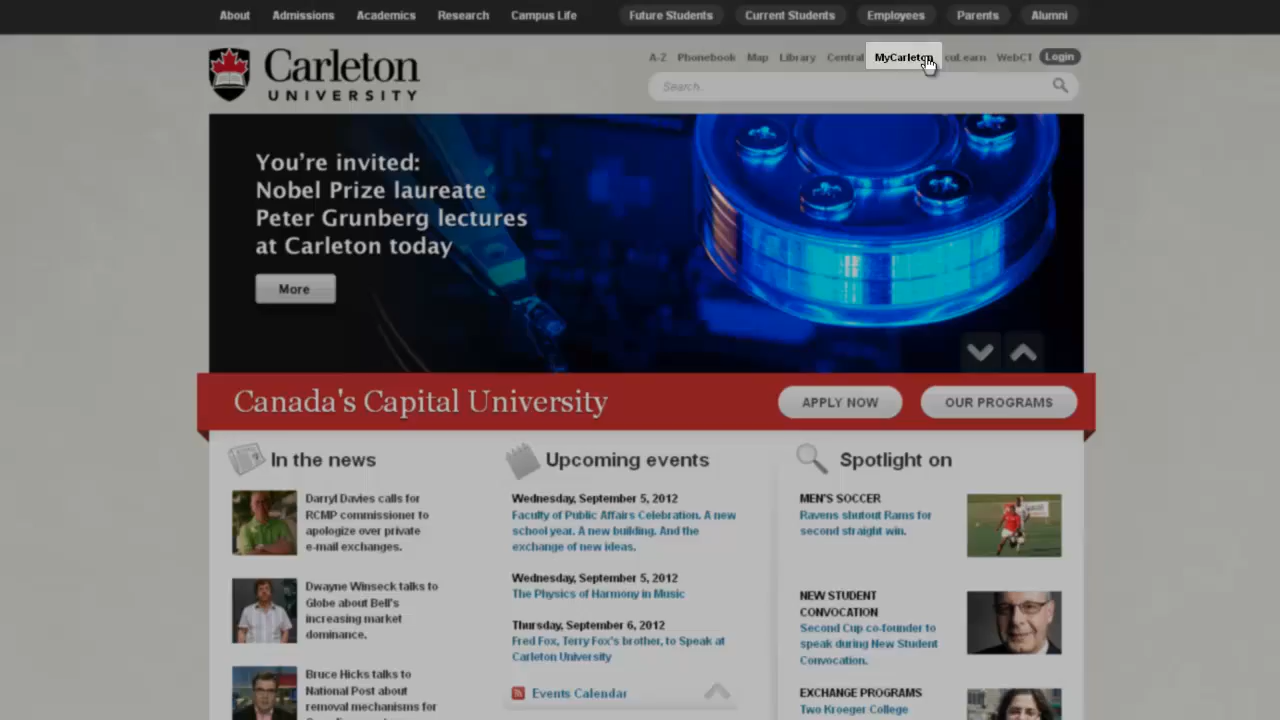 About Admissions Academics Research Campus Life Future Students Current Students Employees Parents Alumni
Carleton
UNIVERSITY
A-Z Phonebook Map Library Central MyCarleton cuLearn WebCT Login
Search..
You're invited:
Nobel Prize laureate
Peter Grunberg lectures
at Carleton today
More
Canada's Capital University
APPLY NOW
OUR PROGRAMS
In the news
Darryl Davies calls for
RCMP commissioner to
apologize over private
e-mail exchanges.
Dwayne Winseck talks to
Globe about Bell's
increasing market
dominance.
Bruce Hicks talks to
National Post about
removal mechanisms for
Upcoming events
Wednesday, September 5, 2012
Faculty of Public Affairs Celebration. A new
school year. A new building. And the
exchange of new ideas.
Wednesday, September 5, 2012
The Physics of Harmony in Music
Thursday, September 6, 2012
Fred Fox, Terry Fox's brother, to Speak at
Carleton University
Events Calendar
Spotlight on
MEN'S SOCCER
Ravens shutout Rams for
second straight win.
NEW STUDENT
CONVOCATION
Second Cup co-founder to
speak during New Student
Convocation.
EXCHANGE PROGRAMS
Two Kroeger College